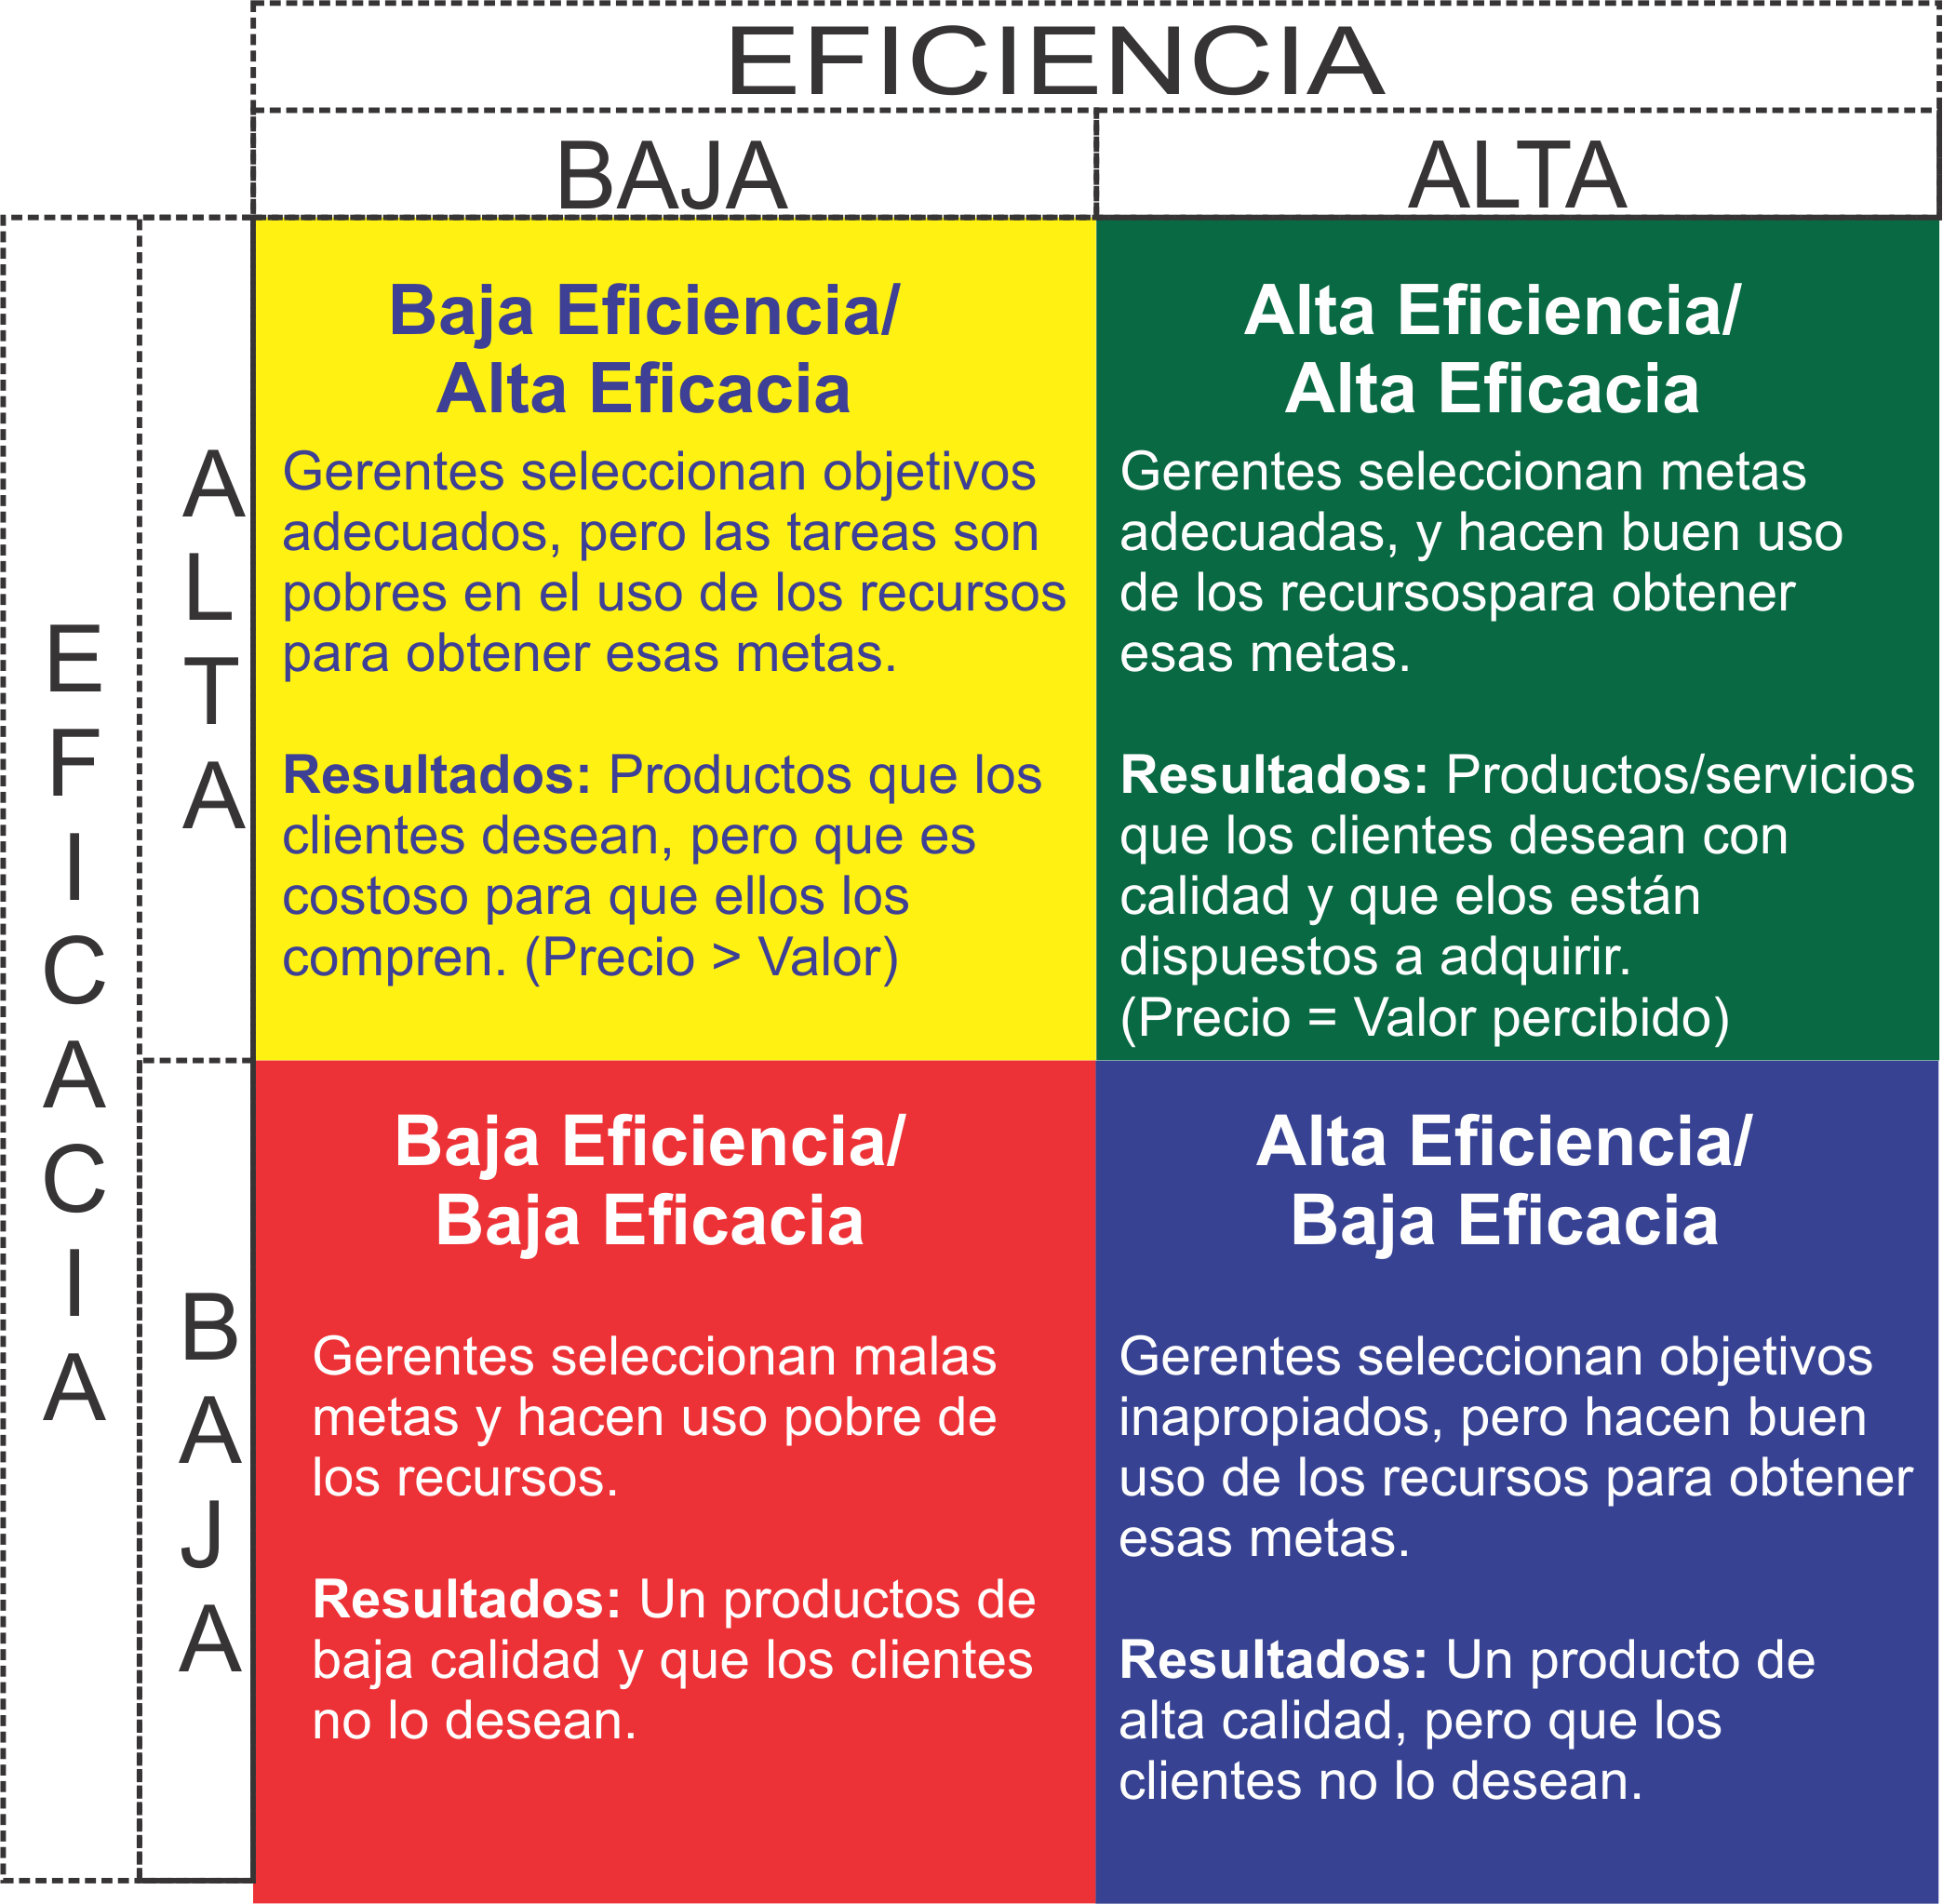 EFICIENCIA
BAJA
ALTA
EFICACIA
ALTA
Baja Eficiencia/
Alta Eficacia
Gerentes seleccionan objetivos
adecuados, pero las tareas son
pobres en el uso de los recursos
para obtener esas metas.
Resultados: Productos que los
clientes desean, pero que es
costoso para que ellos los
compren. (Precio > Valor)
Alta Eficiencia/
Alta Eficacia
Gerentes seleccionan metas
adecuadas, y hacen buen uso
de los recursospara obtener
esas metas.
Resultados: Productos/servicios
que los clientes desean con
calidad y que elos están
dispuestos a adquirir.
(Precio = Valor percibido)
BAJA
Baja Eficiencia/
Baja Eficacia
Gerentes seleccionan malas
metas y hacen uso pobre de
los recursos.
Resultados: Un productos de
baja calidad y que los clientes
no lo desean.
Alta Eficiencia/
Baja Eficacia
Gerentes seleccionan objetivos
inapropiados, pero hacen buen
uso de los recursos para obtener
esas metas.
Resultados: Un producto de
alta calidad, pero que los
clientes no lo desean.